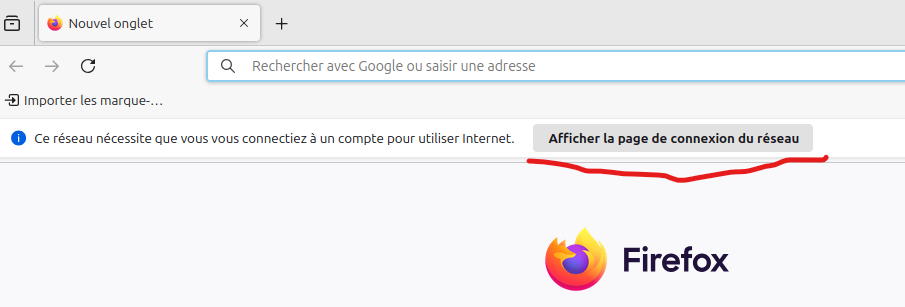 Nouvel onglet
Rechercher avec Google ou saisir une adresse
Importer les marque-…
Ce réseau nécessite que vous vous connectiez à un compte pour utiliser Internet. Afficher la page de connexion du réseau
Firefox